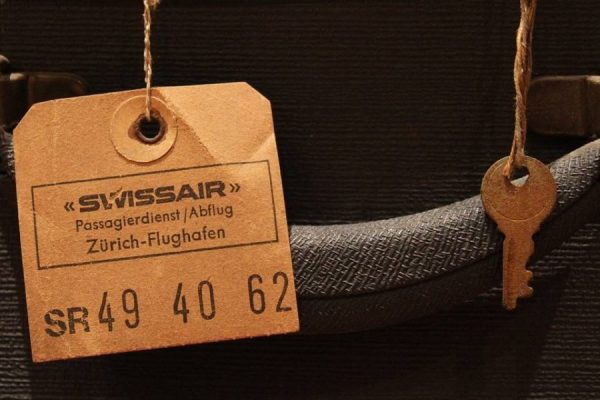 «SWISSAIR»
Passagierdienst/Abflug
Zürich-Flughafen
SR 49 40 62